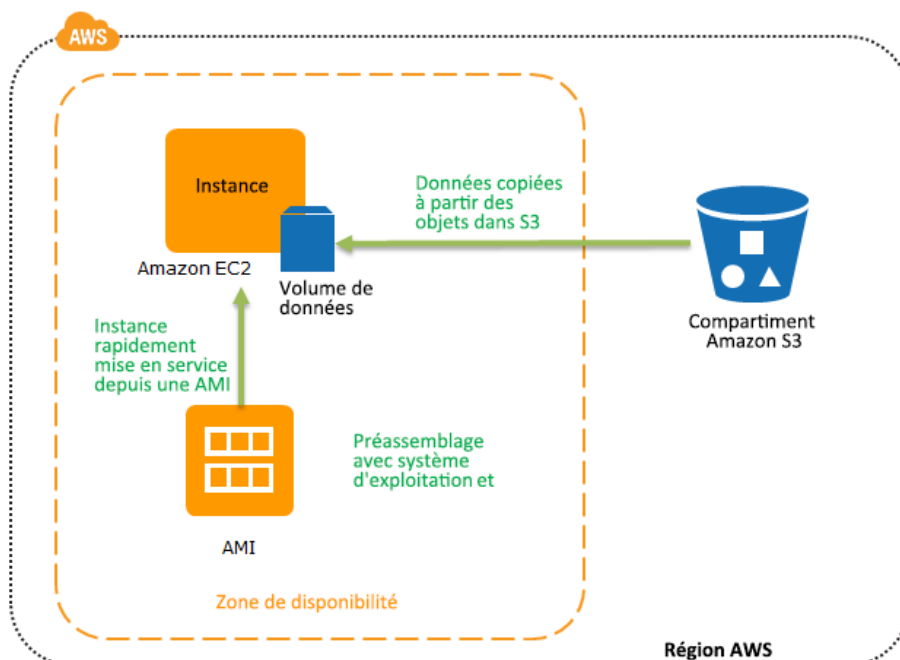 AWS
Instance
Données copiées
à partir des
objets dans S3
Amazon EC2
Volume de
données
Compartiment
Amazon S3
Instance
rapidement
mise en service
depuis une AMI
Préassemblage
avec système
d'exploitation et
AMI
Zone de disponibilité
Région AWS